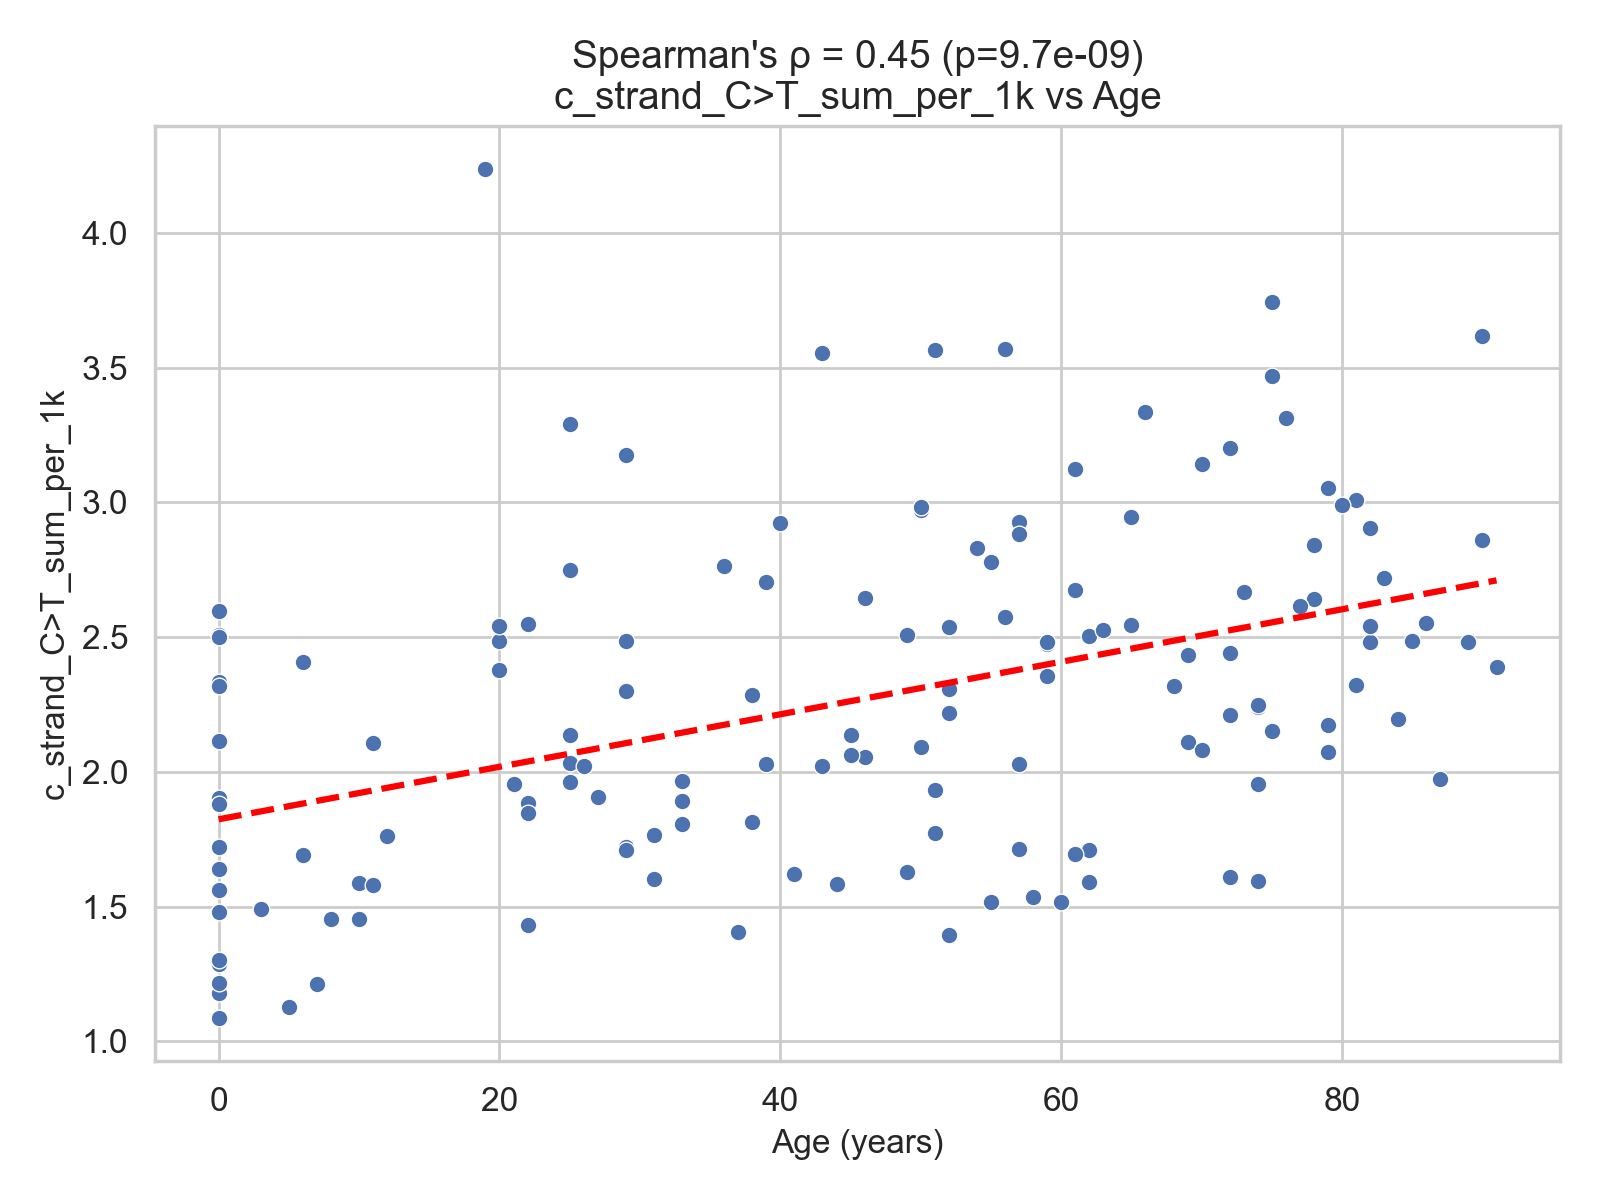 Spearman's ρ = 0.45 (p=9.7e-09)
c_strand_C>T_sum_per_1k vs Age
c_strand_C>T_sum_per_1k
4.0
3.5
3.0
2.5
2.0
1.5
1.0
0 20 40 60 80
Age (years)